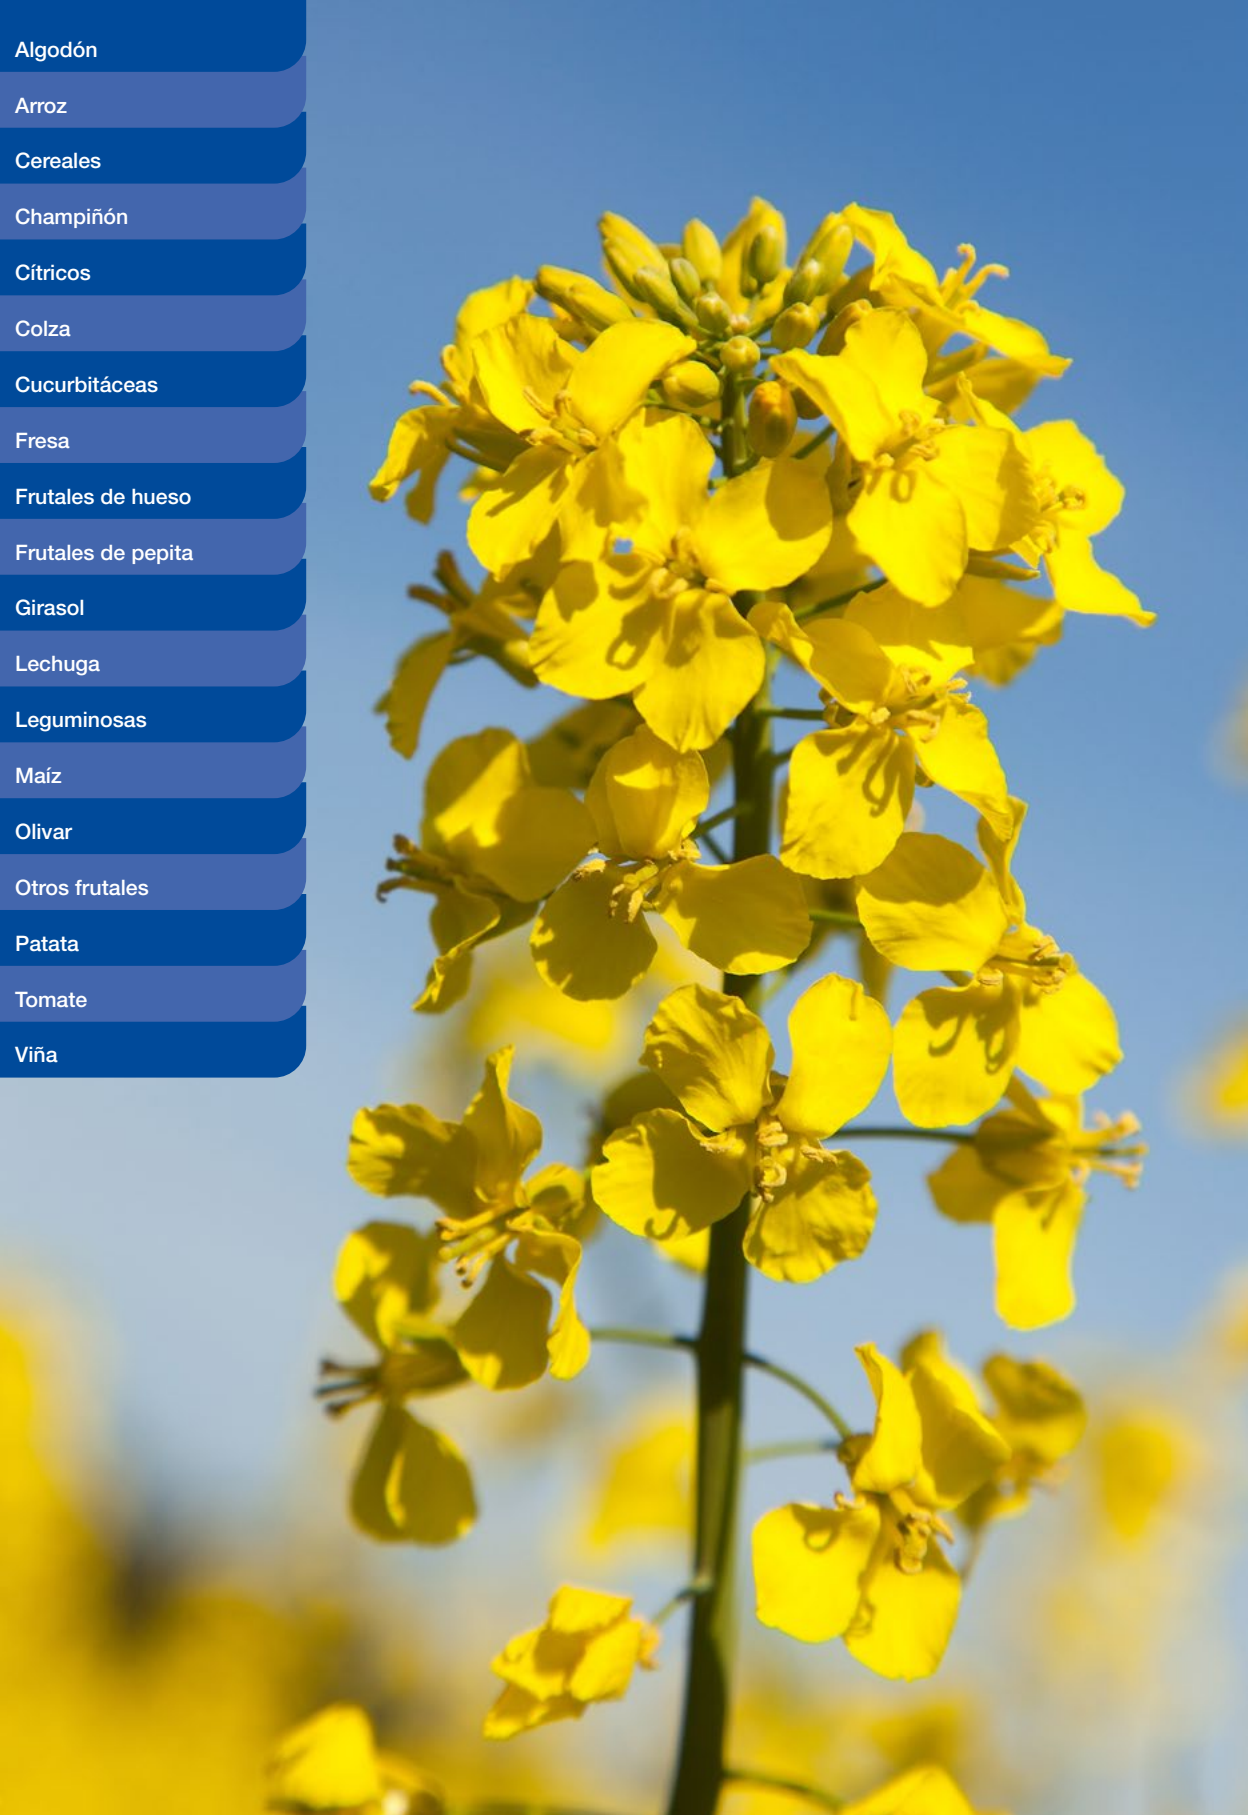 Algodón
Arroz
Cereales
Champiñón
Cítricos
Colza
Cucurbitáceas
Fresa
Frutales de hueso
Frutales de pepita
Girasol
Lechuga
Leguminosas
Maíz
Olivar
Otros frutales
Patata
Tomate
Viña